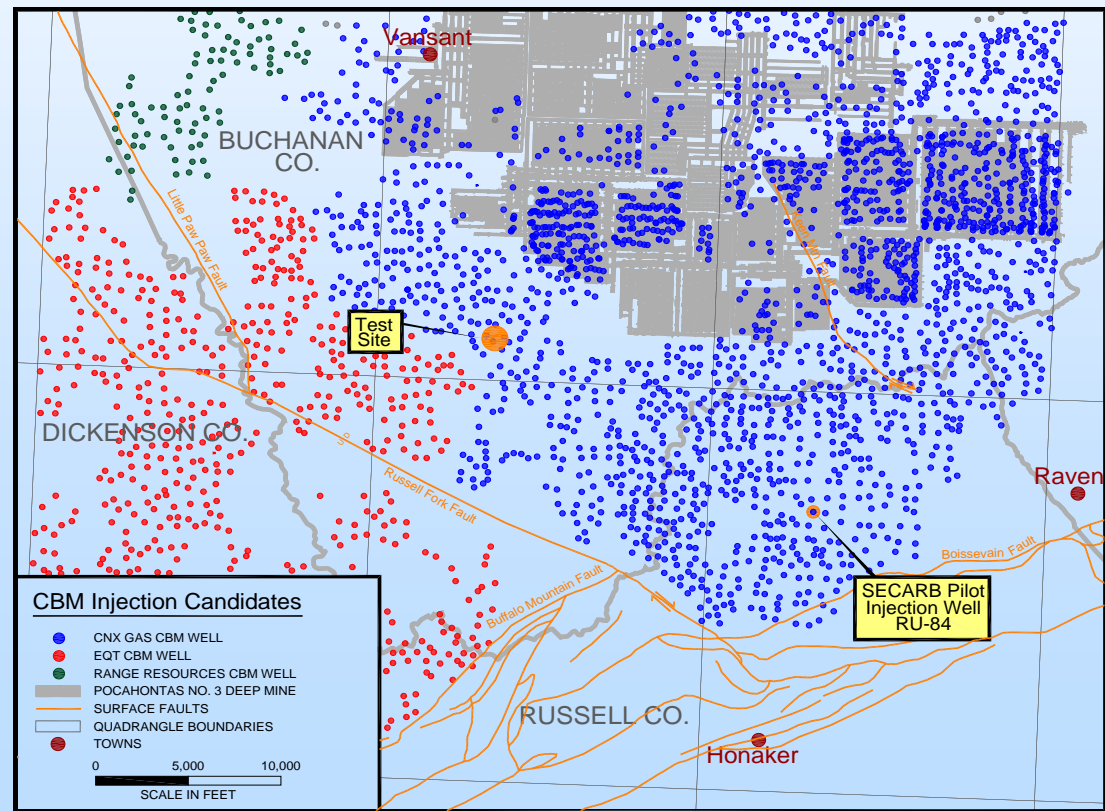 Vansant
BUCHANAN
CO.
Little Paw Paw Fault
Keen Mtn Fault
Test
Site
DICKENSON CO.
Russell Fork Fault
Raven
Boissevain Fault
SECARB Pilot
Injection Well
RU-84
Buffalo Mountain Fault
RUSSELL CO.
Honaker
CBM Injection Candidates
CNX GAS CBM WELL
EQT CBM WELL
RANGE RESOURCES CBM WELL
POCAHONTAS NO. 3 DEEP MINE
SURFACE FAULTS
QUADRANGLE BOUNDARIES
TOWNS
0 5,000 10,000
SCALE IN FEET